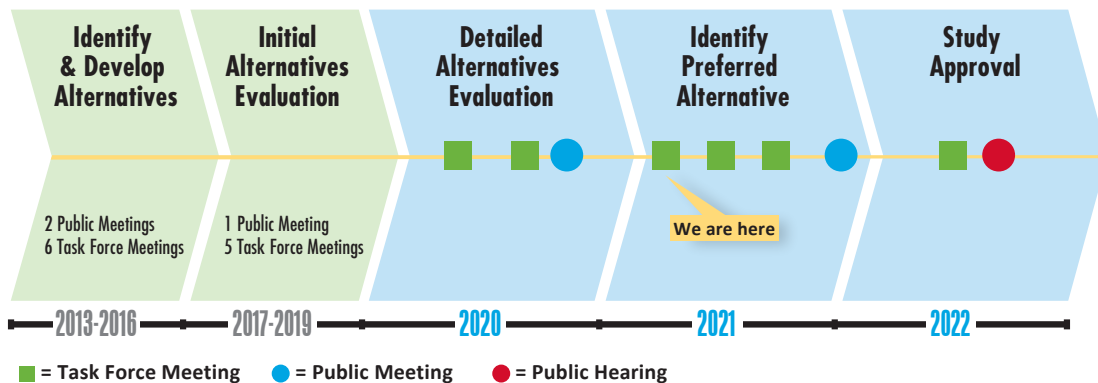 Identify
& Develop
Alternatives
Initial
Alternatives
Evaluation
Detailed
Alternatives
Evaluation
Identify
Preferred
Alternative
Study
Approval
2 Public Meetings
6 Task Force Meetings
1 Public Meeting
5 Task Force Meetings
We are here
2013-2016
2017-2019
2020
2021
2022
= Task Force Meeting
= Public Meeting
= Public Hearing